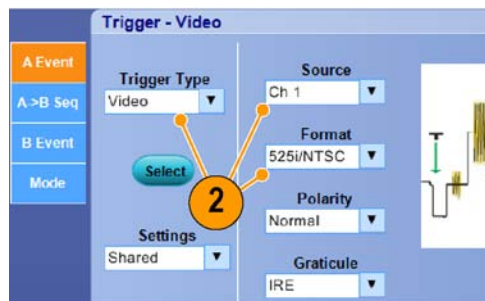 Trigger - Video
A Event
A->B Seq
B Event
Mode
Trigger Type
Video
Select
Settings
Shared
2
Source
Ch 1
Format
525i/NTSC
Polarity
Normal
Graticule
IRE
T